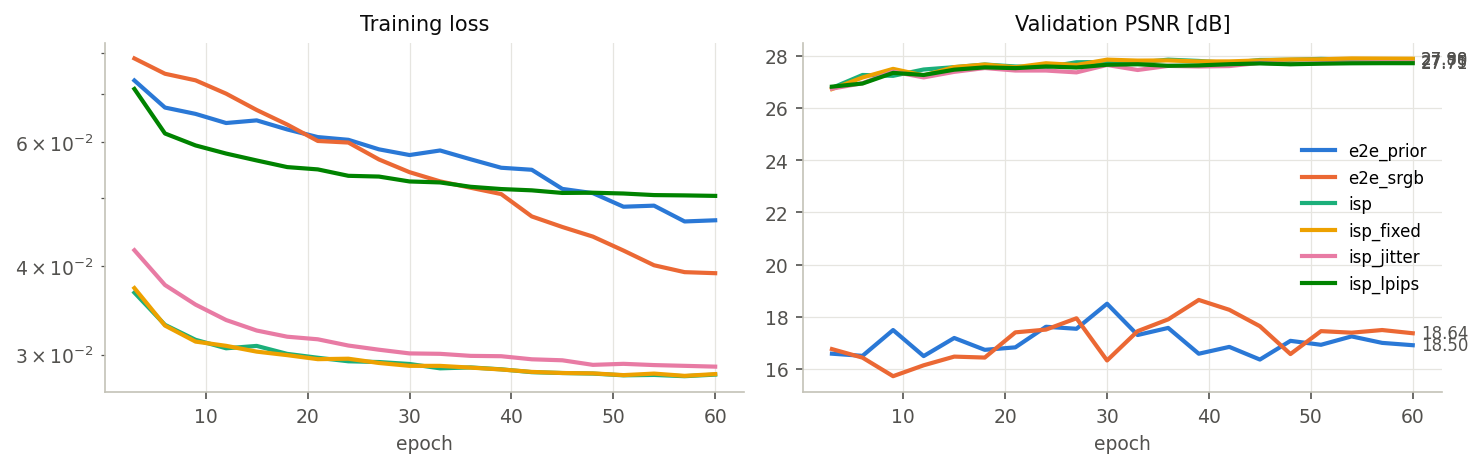 Training loss
6 × 10⁻²
4 × 10⁻²
3 × 10⁻²
10 20 30 40 50 60
epoch
Validation PSNR [dB]
28
26
24
22
20
18
16
10 20 30 40 50 60
epoch
e2e_prior
e2e_srgb
isp
isp_fixed
isp_jitter
isp_lpips
27.71
18.64
18.50